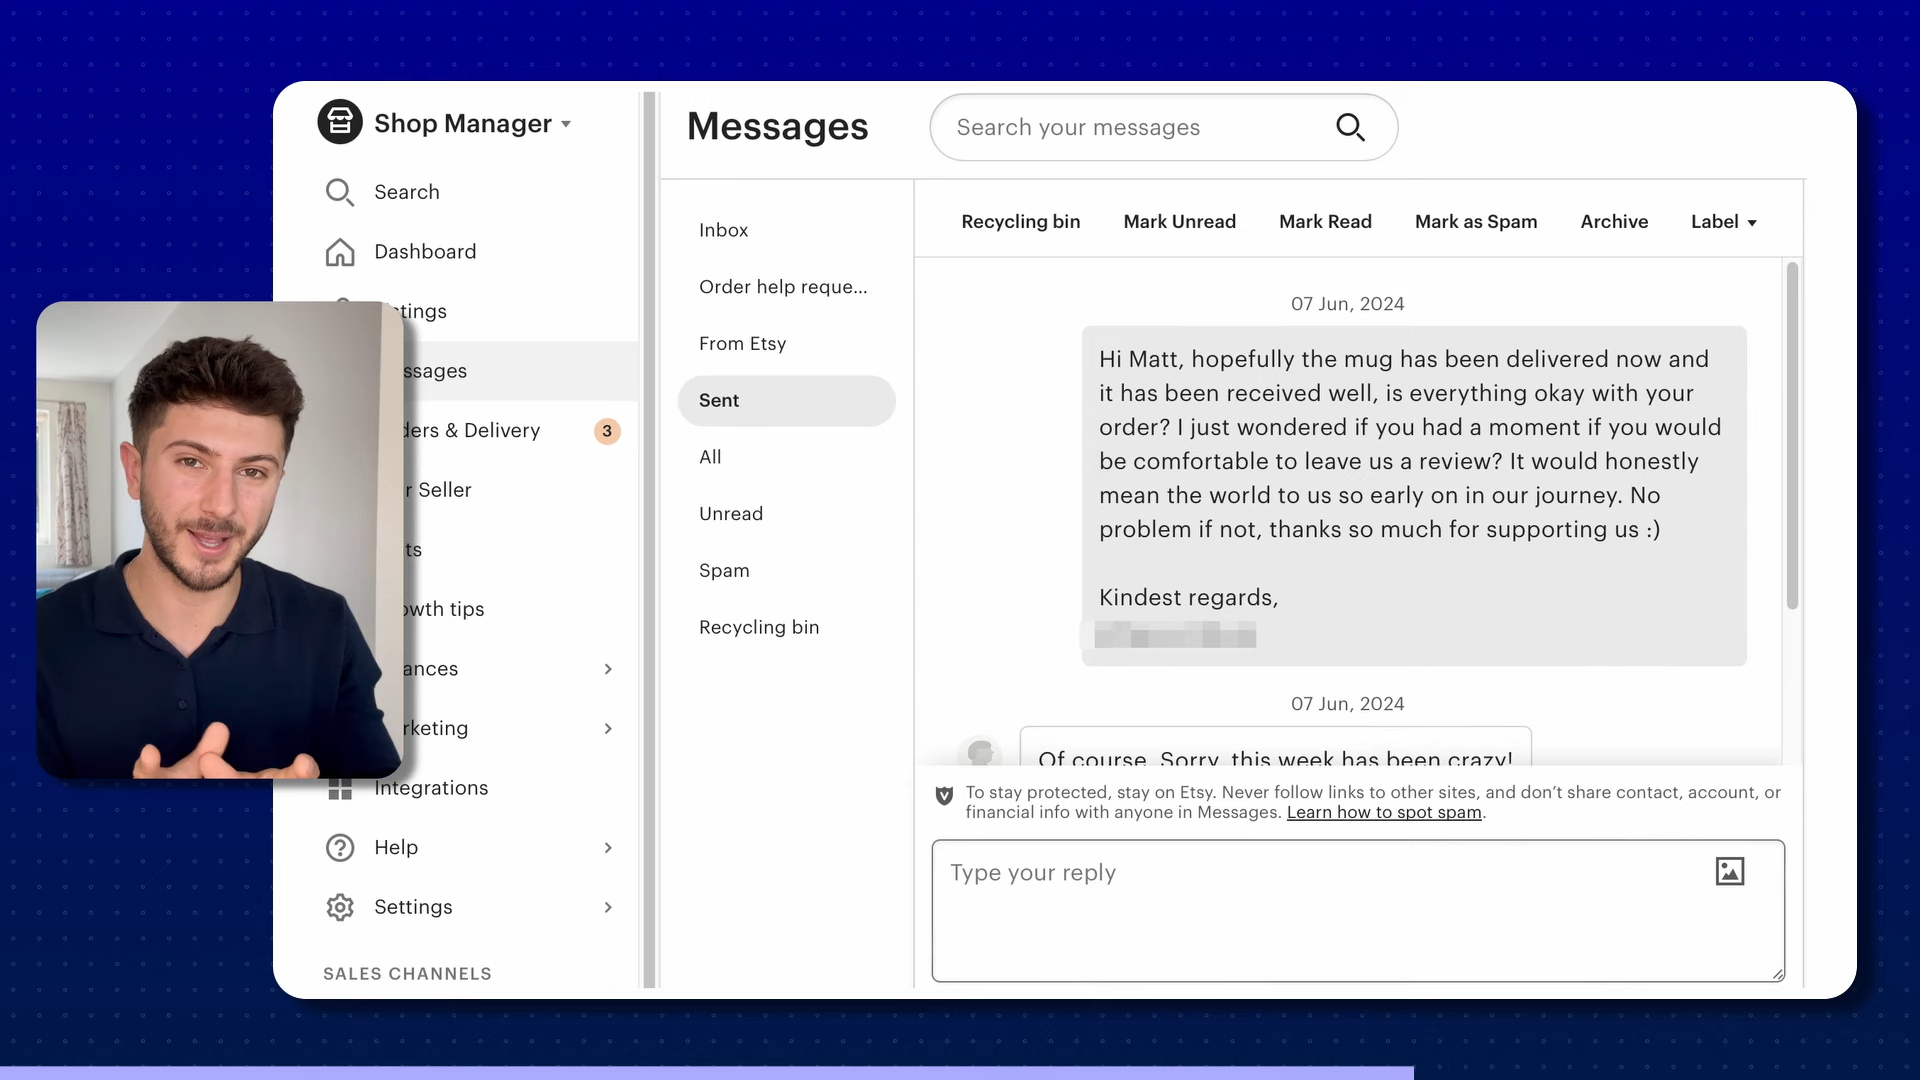 Shop Manager
Search
Dashboard
tings
ssages
ders & Delivery
3
r Seller
ts
owth tips
ances
rketing
Integrations
Help
Settings
SALES CHANNELS
Messages
Search your messages
Inbox
Order help reque...
From Etsy
Sent
All
Unread
Spam
Recycling bin
Recycling bin Mark Unread Mark Read Mark as Spam Archive Label
07 Jun, 2024
Hi Matt, hopefully the mug has been delivered now and
it has been received well, is everything okay with your
order? I just wondered if you had a moment if you would
be comfortable to leave us a review? It would honestly
mean the world to us so early on in our journey. No
problem if not, thanks so much for supporting us :)
Kindest regards,
07 Jun, 2024
Of course. Sorry, this week has been crazy!
To stay protected, stay on Etsy. Never follow links to other sites, and don’t share contact, account, or
financial info with anyone in Messages. Learn how to spot spam.
Type your reply